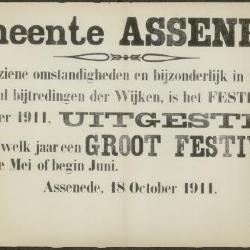 meente ASSENE
ziene omstandigheden en bijzonderlijk in
l bijtredingen der Wijken, is het FEST
er 1911, UITGESTE
welk jaar een GROOT FESTIV
e Mei of begin Juni.
Assenede, 18 October 1911.